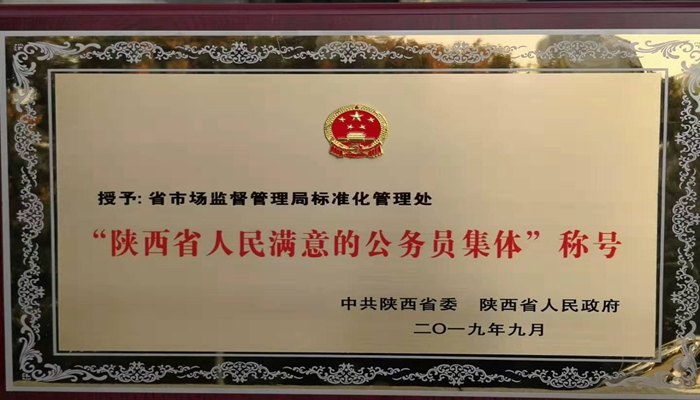 授予:省市场监督管理局标准化管理处
“陕西省人民满意的公务员集体”称号
中共陕西省委 陕西省人民政府
二〇一九年九月